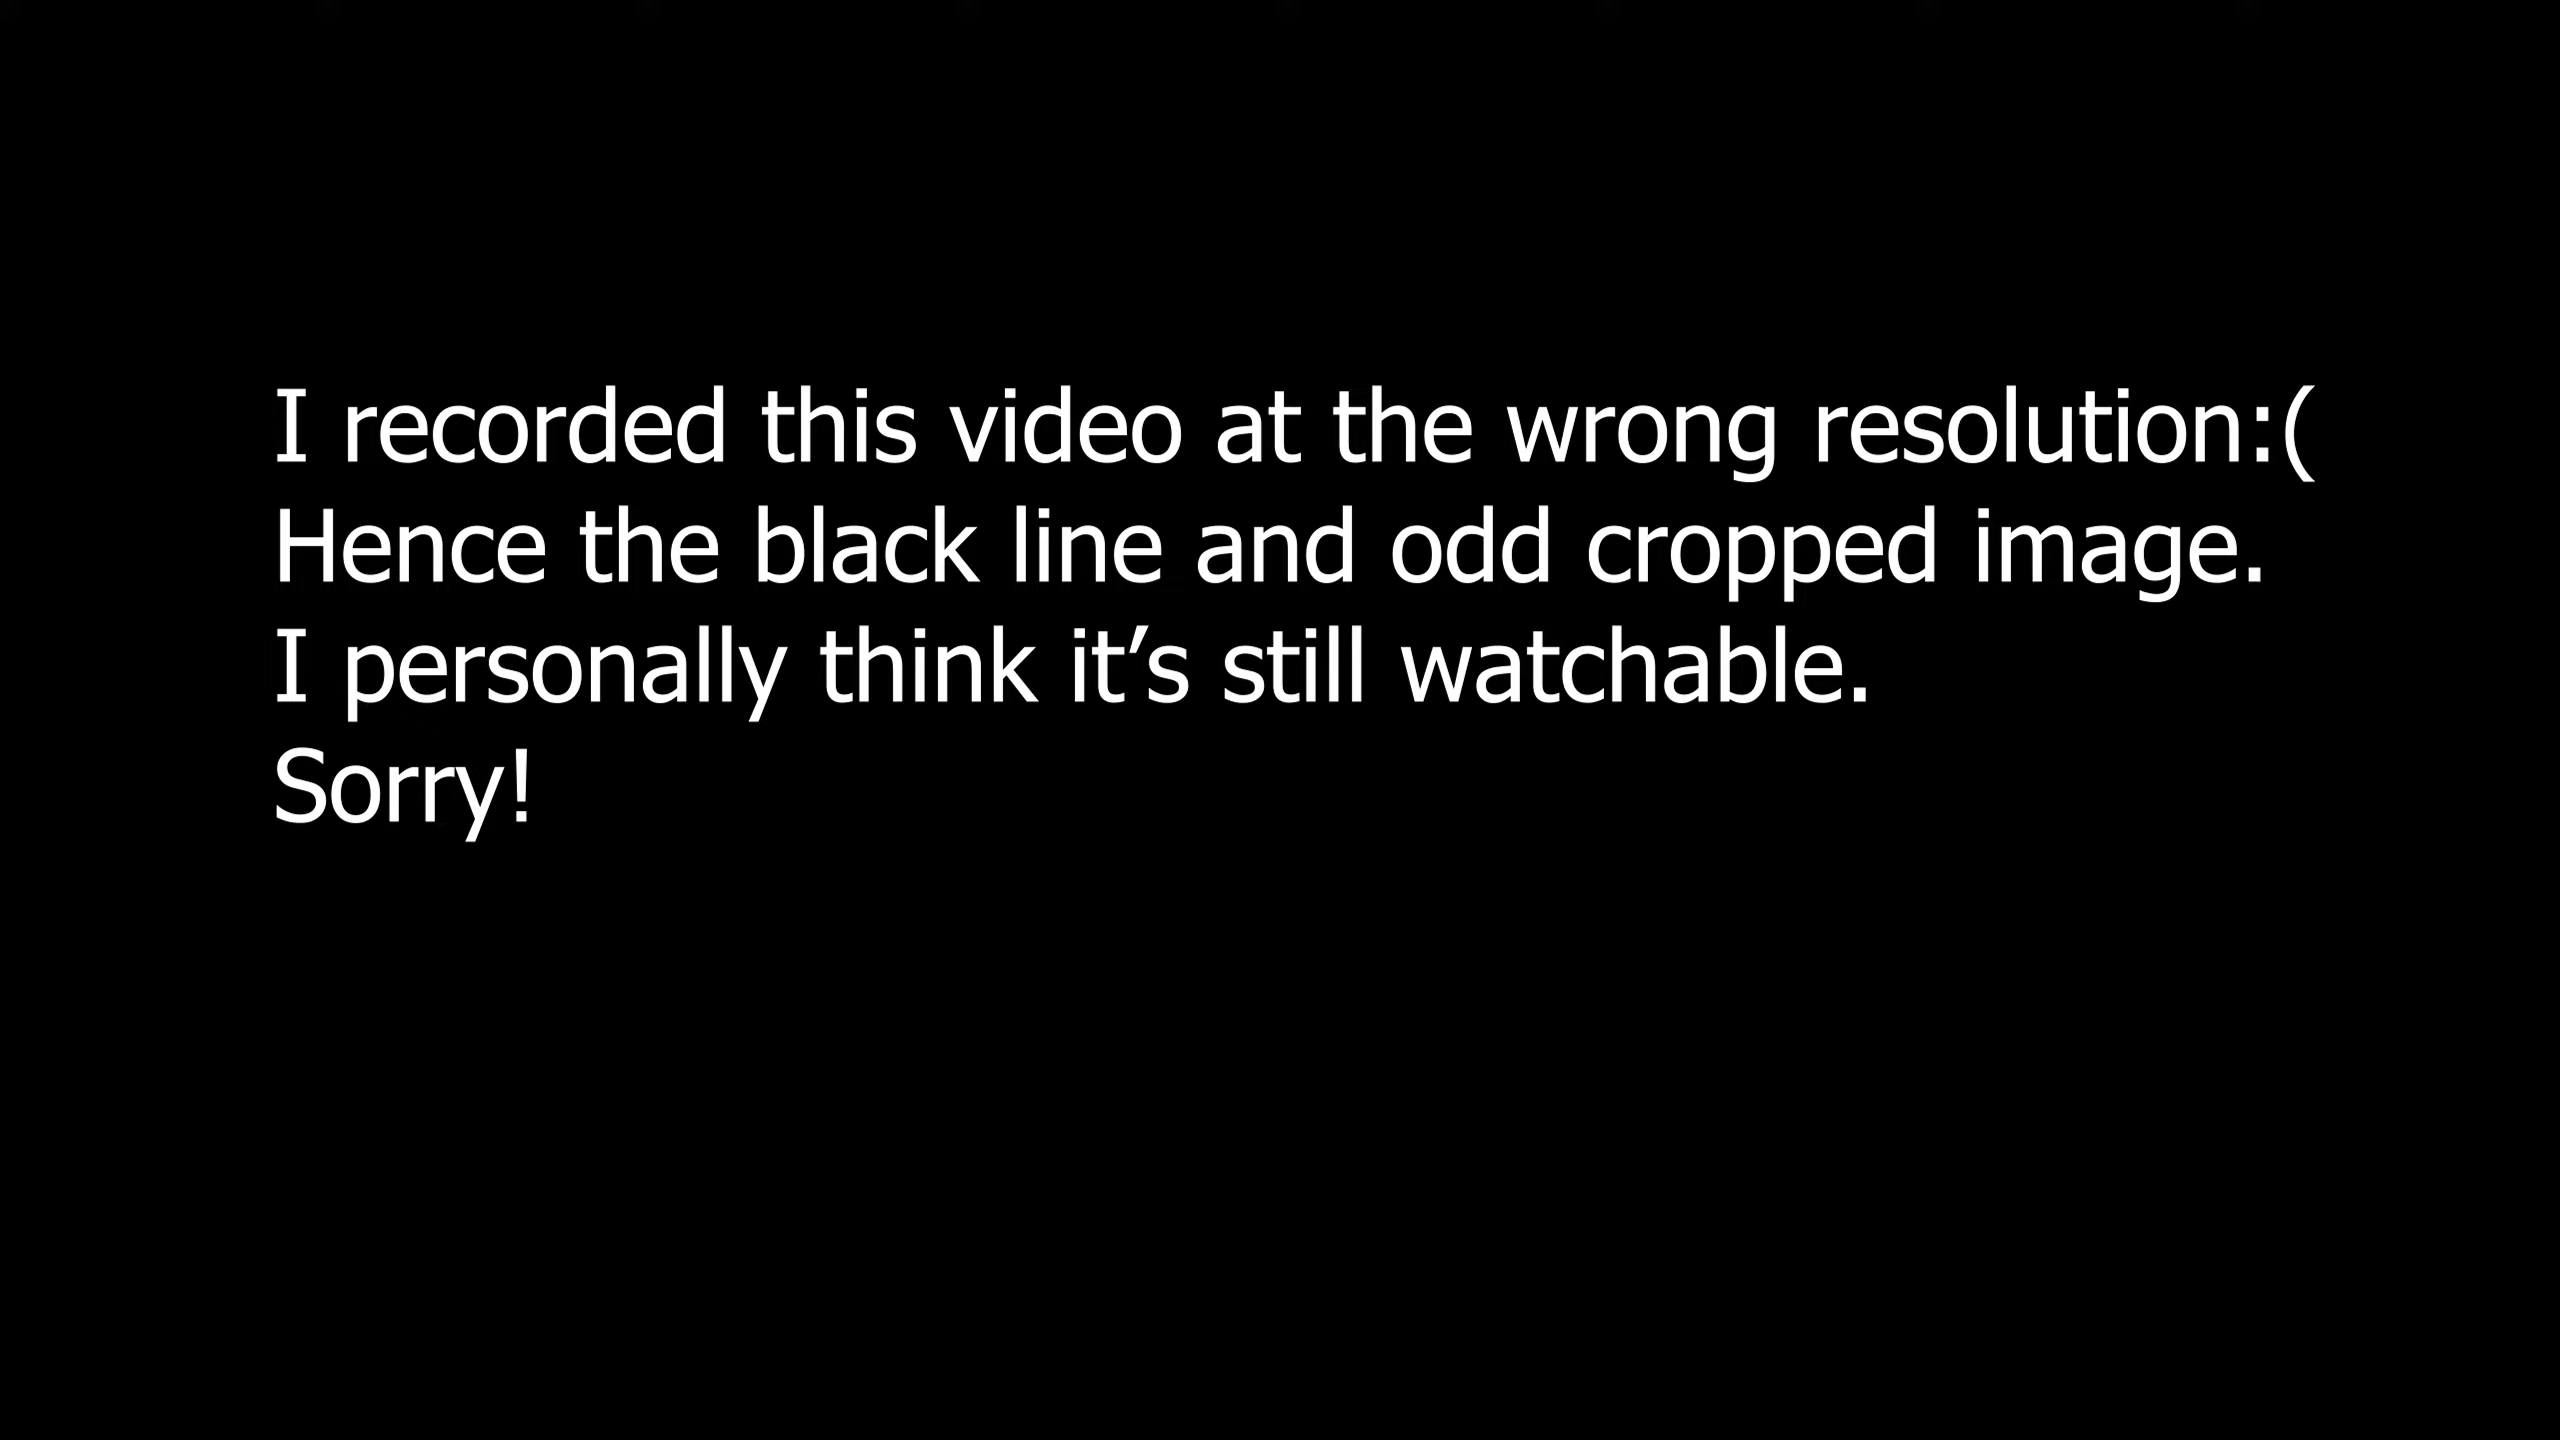 I recorded this video at the wrong resolution:(
Hence the black line and odd cropped image.
I personally think it’s still watchable.
Sorry!